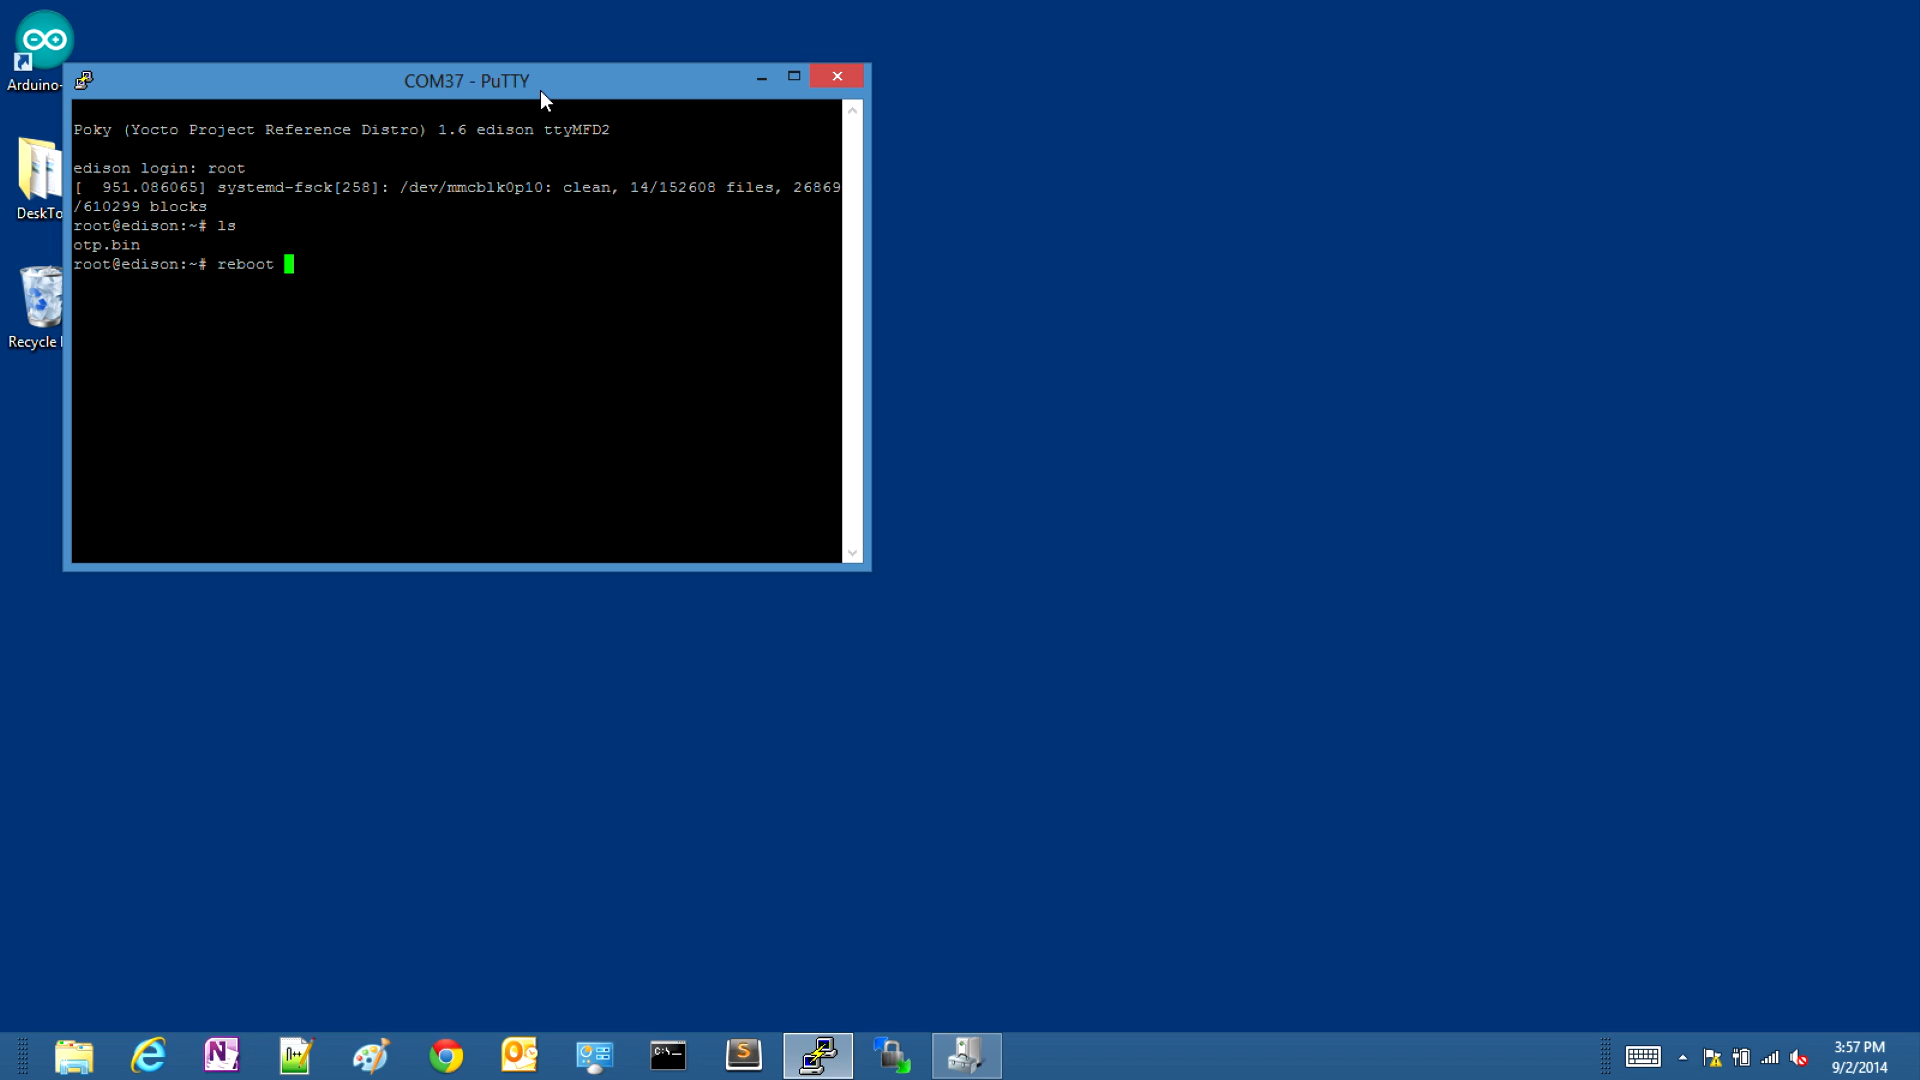 Arduino-
COM37 - PuTTY
Poky (Yocto Project Reference Distro) 1.6 edison ttyMFD2
edison login: root
[  951.086065] systemd-fsck[258]: /dev/mmcblk0p10: clean, 14/152608 files, 26869
/610299 blocks
root@edison:~# ls
otp.bin
root@edison:~# reboot
DeskTo
Recycle
N
n++
C:\_
S
3:57 PM
9/2/2014